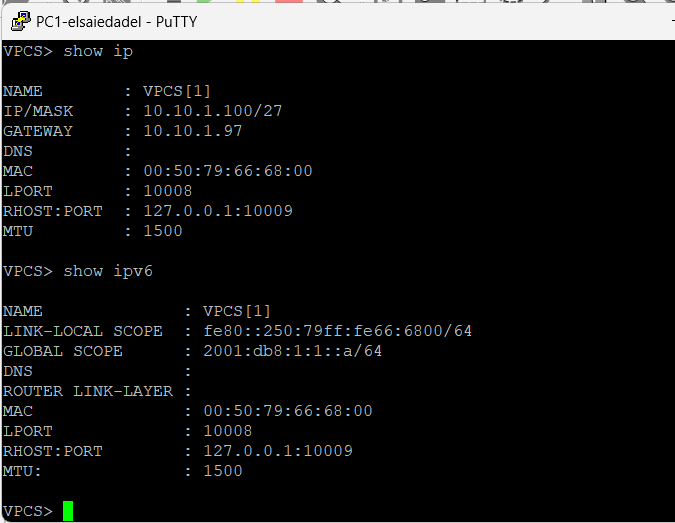 PC1-elsaiedadel - PuTTY
VPCS> show ip
NAME        : VPCS[1]
IP/MASK     : 10.10.1.100/27
GATEWAY     : 10.10.1.97
DNS         :
MAC         : 00:50:79:66:68:00
LPORT       : 10008
RHOST:PORT  : 127.0.0.1:10009
MTU         : 1500
VPCS> show ipv6
NAME              : VPCS[1]
LINK-LOCAL SCOPE  : fe80::250:79ff:fe66:6800/64
GLOBAL SCOPE      : 2001:db8:1:1::a/64
DNS               :
ROUTER LINK-LAYER :
MAC               : 00:50:79:66:68:00
LPORT             : 10008
RHOST:PORT        : 127.0.0.1:10009
MTU:              : 1500
VPCS>